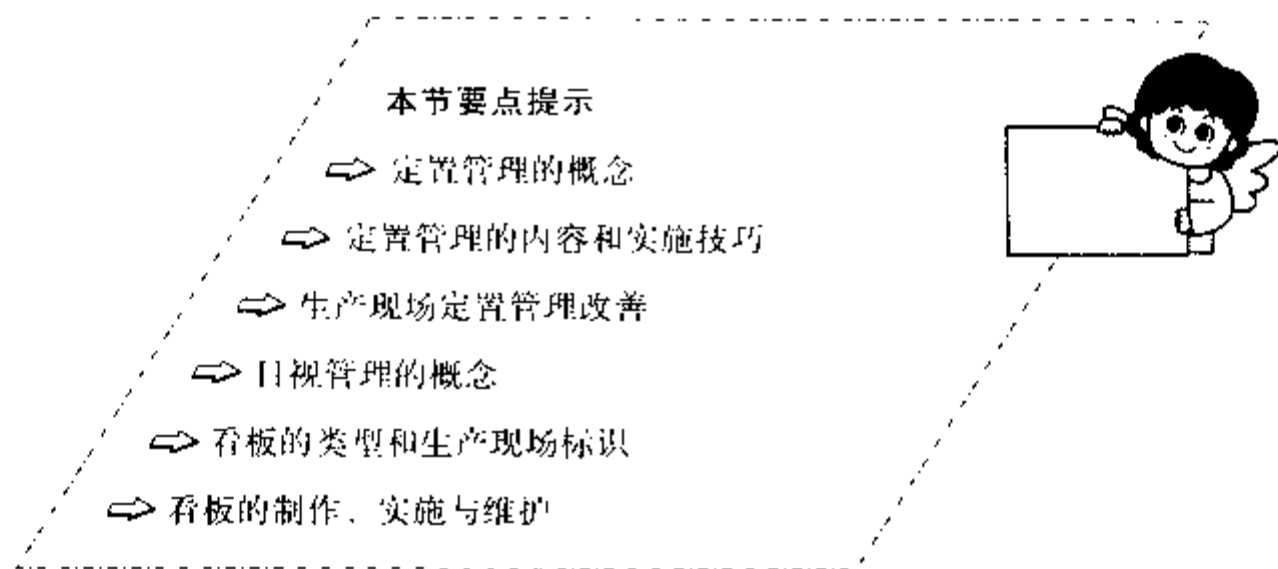 本节要点提示
定置管理的概念
定置管理的内容和实施技巧
生产现场定置管理改善
目视管理的概念
看板的类型和生产现场标识
看板的制作、实施与维护